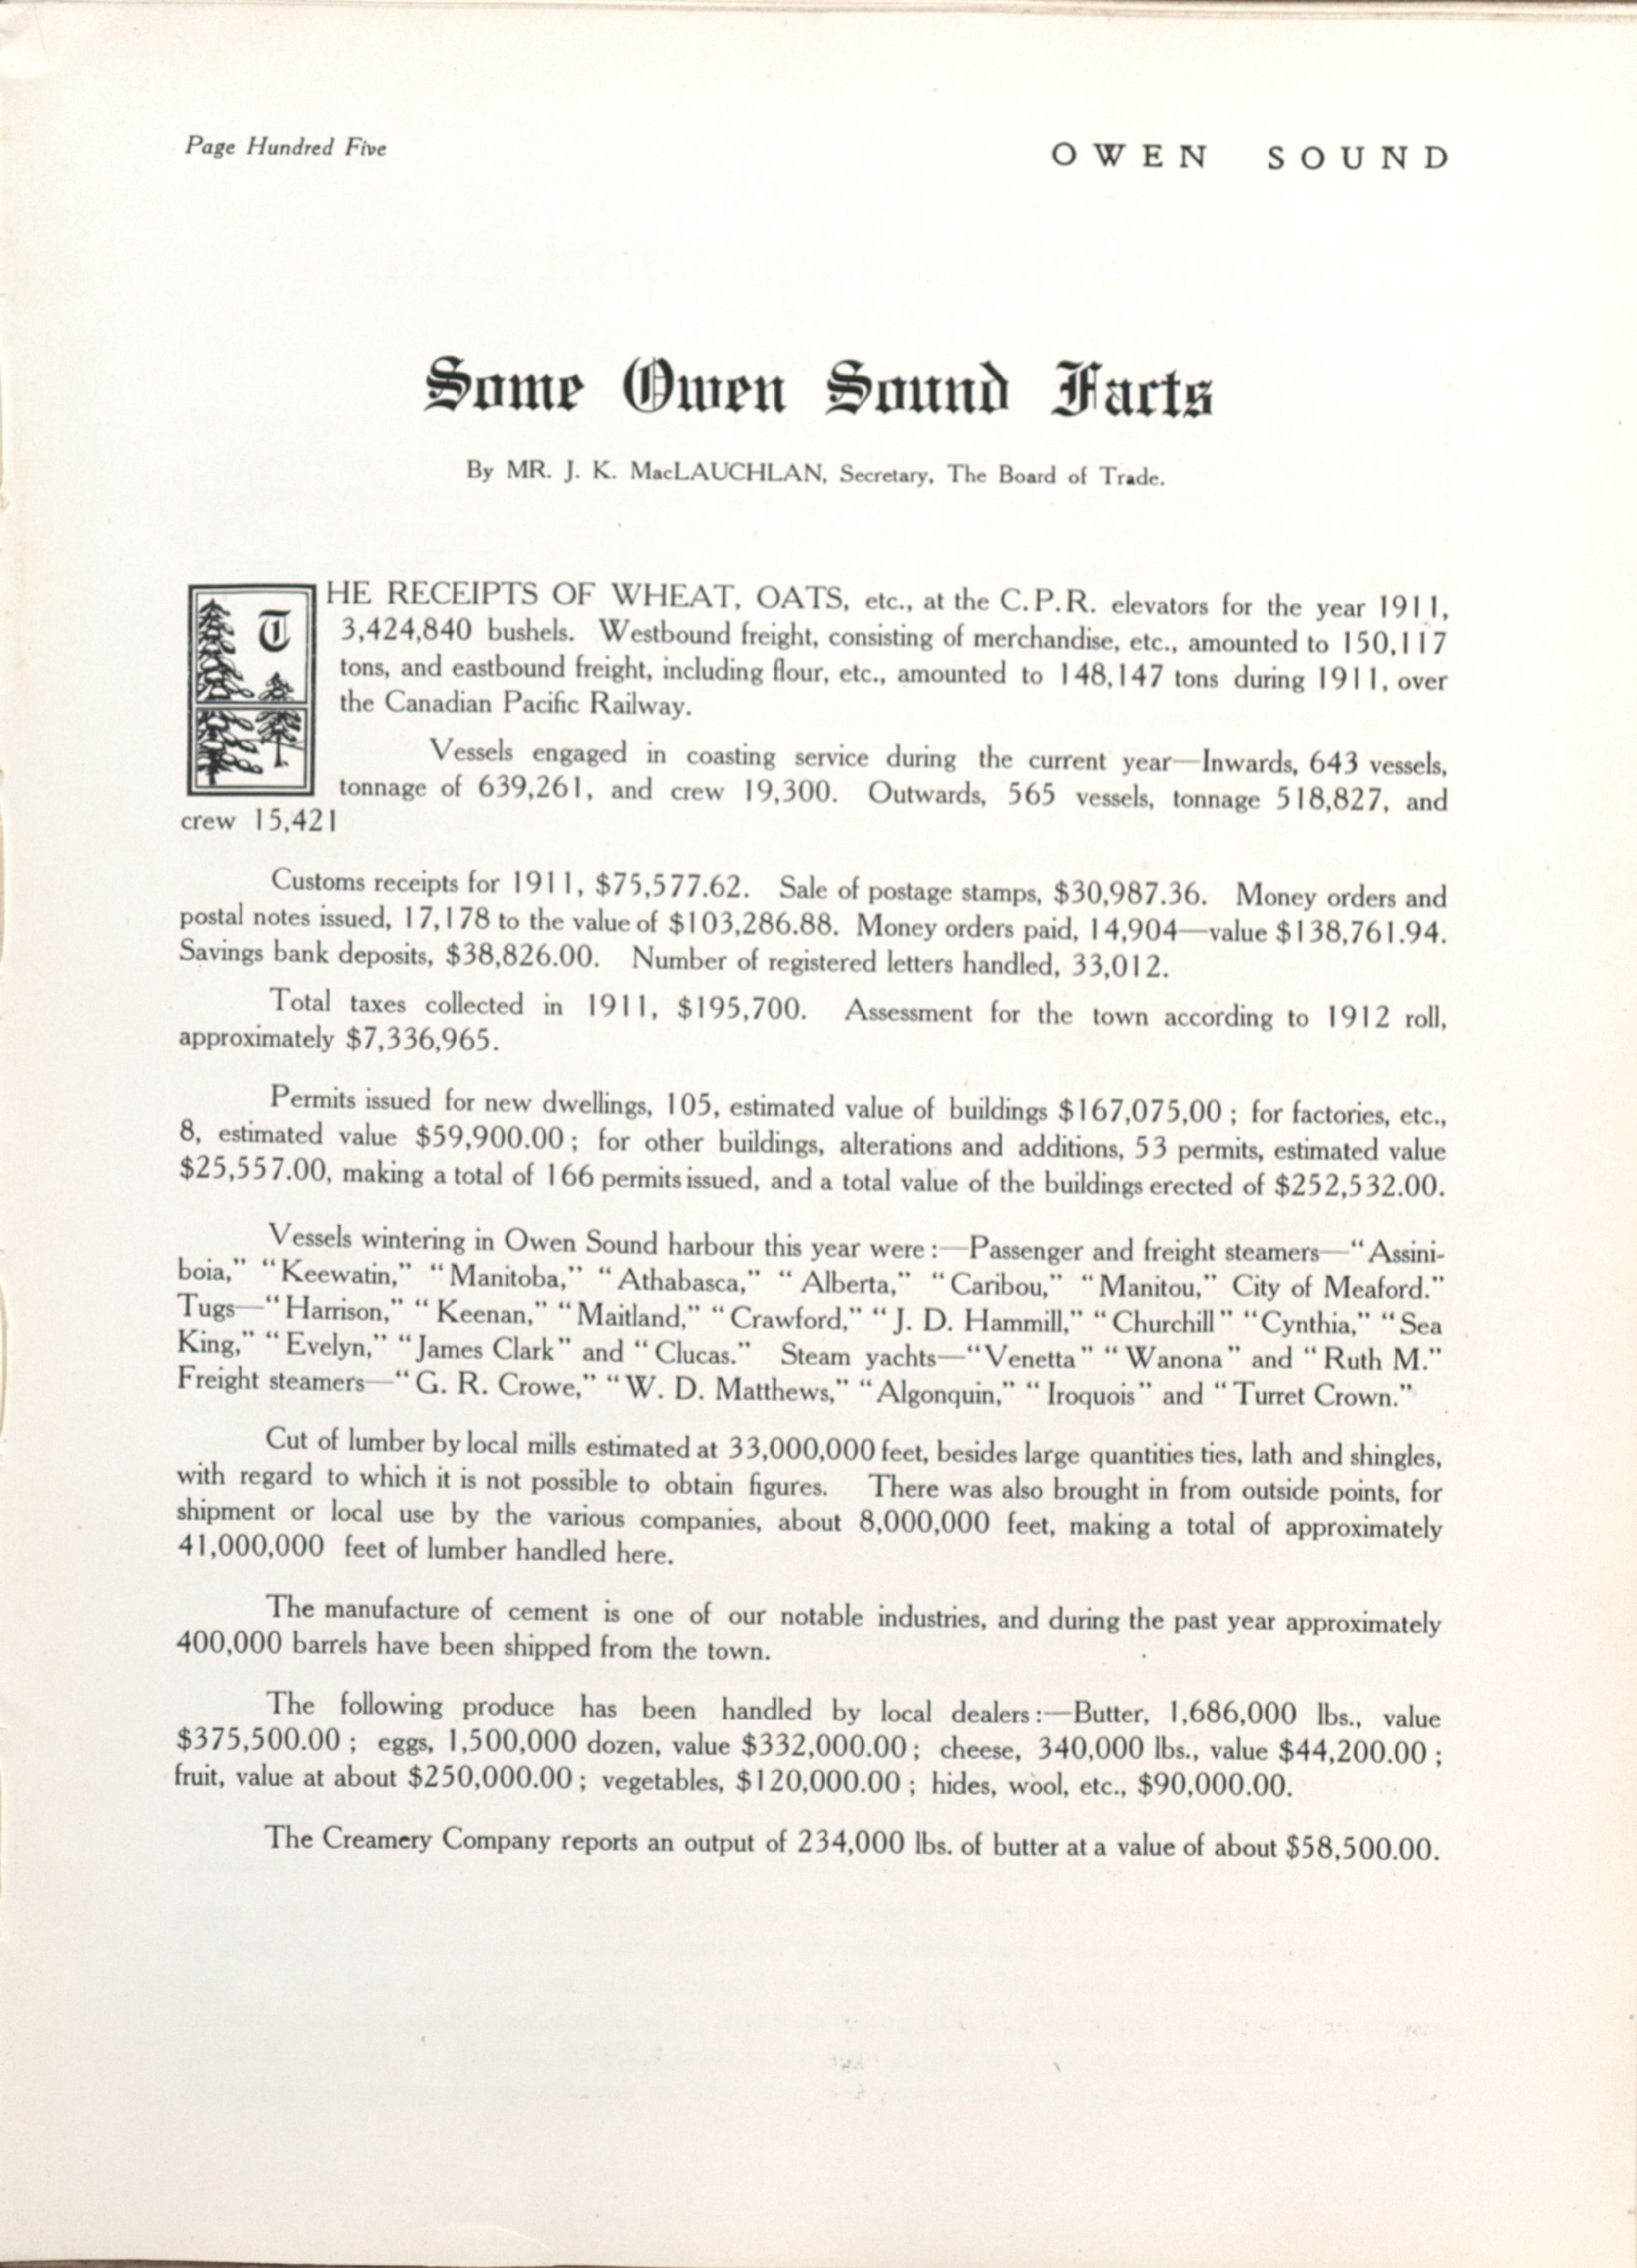 Page Hundred Five
OWEN SOUND
Some Owen Sound Facts
By MR. J. K. MacLAUCHLAN, Secretary, The Board of Trade.
THE RECEIPTS OF WHEAT, OATS, etc., at the C.P.R. elevators for the year 1911,
3,424,840 bushels. Westbound freight, consisting of merchandise, etc., amounted to 150,117
tons, and eastbound freight, including flour, etc., amounted to 148,147 tons during 1911, over
the Canadian Pacific Railway.
Vessels engaged in coasting service during the current year—Inwards, 643 vessels,
tonnage of 639,261, and crew 19,300. Outwards, 565 vessels, tonnage 518,827, and
crew 15,421
Customs receipts for 1911, $75,577.62. Sale of postage stamps, $30,987.36. Money orders and
postal notes issued, 17,178 to the value of $103,286.88. Money orders paid, 14,904—value $138,761.94.
Savings bank deposits, $38,826.00. Number of registered letters handled, 33,012.
Total taxes collected in 1911, $195,700. Assessment for the town according to 1912 roll,
approximately $7,336,965.
Permits issued for new dwellings, 105, estimated value of buildings $167,075,00 ; for factories, etc.,
8, estimated value $59,900.00 ; for other buildings, alterations and additions, 53 permits, estimated value
$25,557.00, making a total of 166 permits issued, and a total value of the buildings erected of $252,532.00.
Vessels wintering in Owen Sound harbour this year were :—Passenger and freight steamers—“Assini-
boia,” “Keewatin,” “Manitoba,” “Athabasca,” “Alberta,” “Caribou,” “Manitou,” City of Meaford.”
Tugs—“Harrison,” “Keenan,” “Maitland,” “Crawford,” “J. D. Hammill,” “Churchill” “Cynthia,” “Sea
King,” “Evelyn,” “James Clark” and “Clucas.” Steam yachts—“Venetta” “Wanona” and “Ruth M.”
Freight steamers—“G. R. Crowe,” “W. D. Matthews,” “Algonquin,” “Iroquois” and “Turret Crown.”
Cut of lumber by local mills estimated at 33,000,000 feet, besides large quantities ties, lath and shingles,
with regard to which it is not possible to obtain figures. There was also brought in from outside points, for
shipment or local use by the various companies, about 8,000,000 feet, making a total of approximately
41,000,000 feet of lumber handled here.
The manufacture of cement is one of our notable industries, and during the past year approximately
400,000 barrels have been shipped from the town.
The following produce has been handled by local dealers :—Butter, 1,686,000 lbs., value
$375,500.00 ; eggs, 1,500,000 dozen, value $332,000.00 ; cheese, 340,000 lbs., value $44,200.00 ;
fruit, value at about $250,000.00 ; vegetables, $120,000.00 ; hides, wool, etc., $90,000.00.
The Creamery Company reports an output of 234,000 lbs. of butter at a value of about $58,500.00.